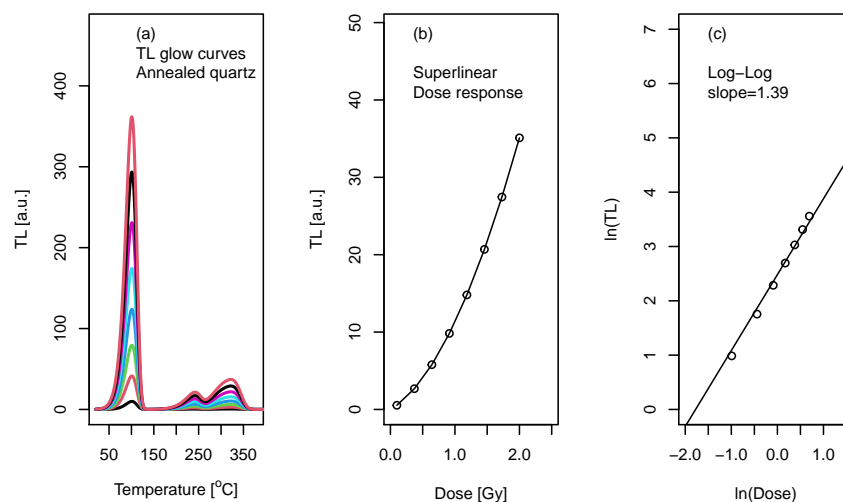 (a)
TL glow curves
Annealed quartz
TL [a.u.]
0 100 200 300 400
50 150 250 350
Temperature [°C]
(b)
Superlinear
Dose response
TL [a.u.]
0 10 20 30 40 50
0.0 1.0 2.0
Dose [Gy]
(c)
Log−Log
slope=1.39
ln(TL)
0 1 2 3 4 5 6 7
−2.0 −1.0 0.0 1.0
ln(Dose)